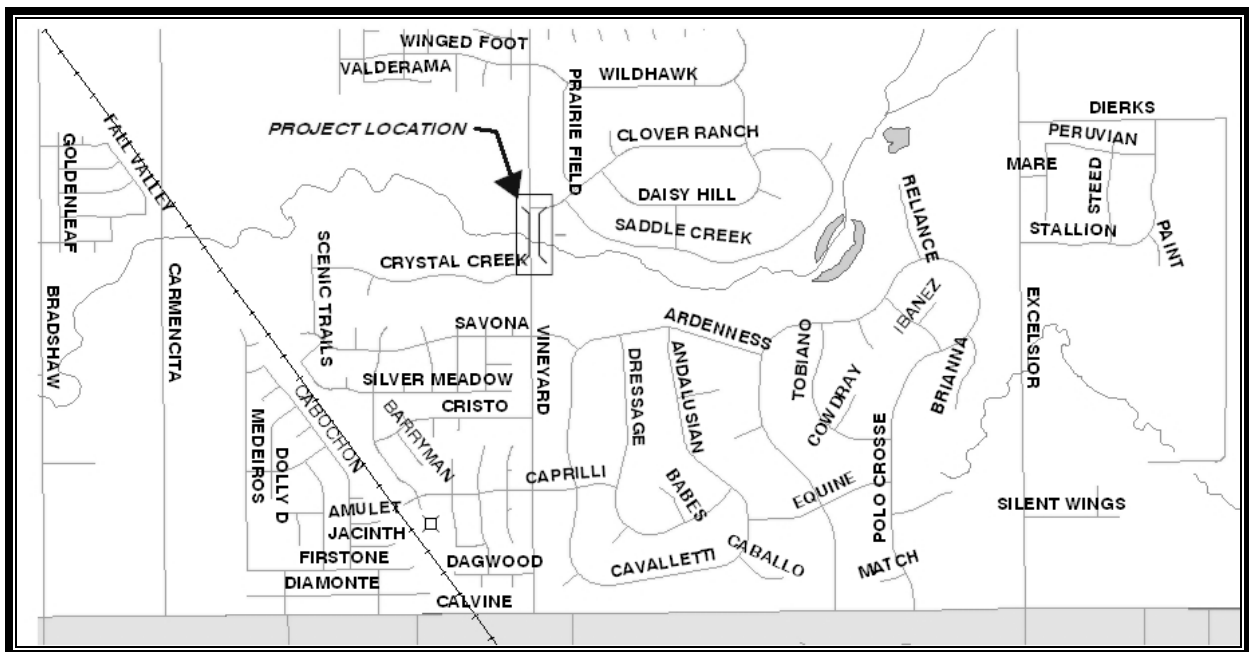 WINGED FOOT
VALDERAMA
PRAIRIE FIELD
WILDHAWK
DIERKS
PROJECT LOCATION
CLOVER RANCH
PERUVIAN
FALL VALLEY
GOLDENLEAF
MARE
STEED
DAISY HILL
RELIANCE
SADDLE CREEK
STALLION
PAINT
SCENIC TRAILS
CRYSTAL CREEK
CARMENCITA
BRADSHAW
IBANEZ
EXCELSIOR
ARDENNESS
SAVONA
VINEYARD
TOBIANO
BRIANNA
DRESSAGE
ANDALUSIAN
SILVER MEADOW
COWDRAY
CABOCHON
CRISTO
BARRYMAN
MEDEIROS
DOLLY D
POLO CROSSE
CAPRILLI
BABES
EQUINE
AMULET
SILENT WINGS
JACINTH
FIRSTONE
DAGWOOD
CAVALLETTI
CABALLO
MATCH
DIAMONTE
CALVINE